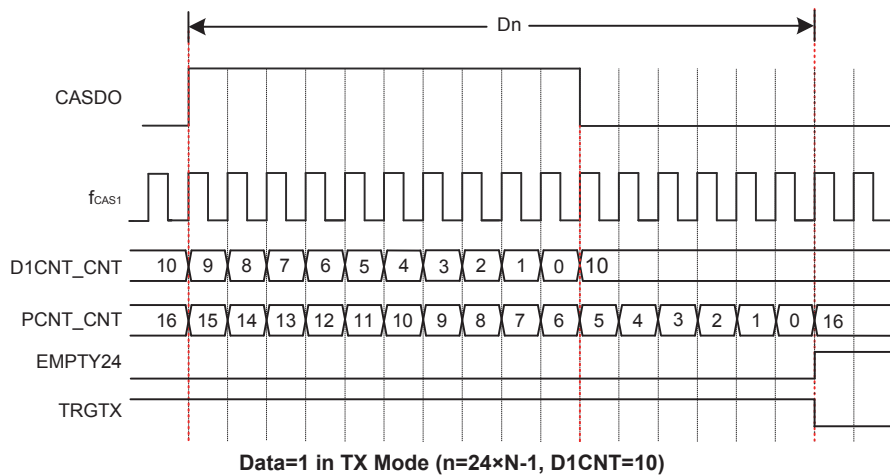 Dn
CASDO
fCAS1
D1CNT_CNT 10 9 8 7 6 5 4 3 2 1 0 10
PCNT_CNT 16 15 14 13 12 11 10 9 8 7 6 5 4 3 2 1 0 16
EMPTY24
TRGTX
Data=1 in TX Mode (n=24×N-1, D1CNT=10)